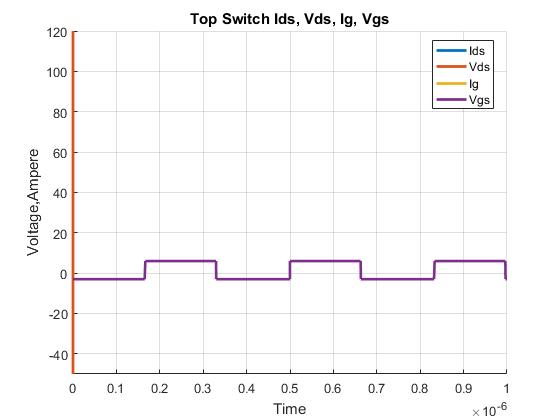 Top Switch Ids, Vds, Ig, Vgs
Ids
Vds
Ig
Vgs
Voltage,Ampere
120
100
80
60
40
20
0
-20
-40
0 0.1 0.2 0.3 0.4 0.5 0.6 0.7 0.8 0.9 1
Time
×10-6